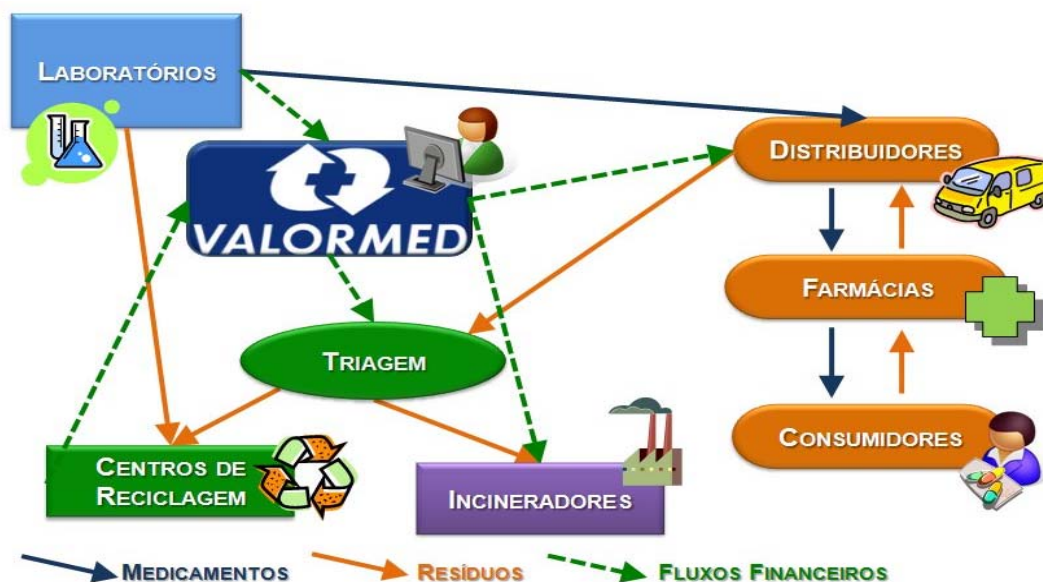 LABORATÓRIOS
VALORMED
DISTRIBUIDORES
FARMÁCIAS
TRIAGEM
CONSUMIDORES
CENTROS DE
RECICLAGEM
INCINERADORES
MEDICAMENTOS
RESÍDUOS
FLUXOS FINANCEIROS